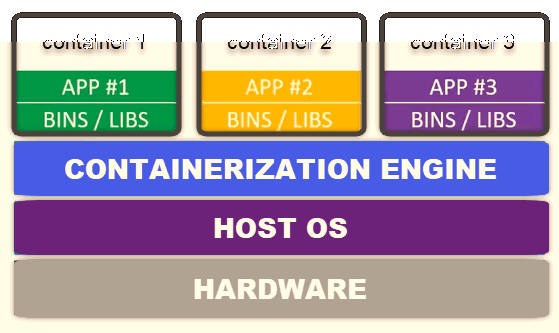 container 1
container 2
container 3
APP #1
APP #2
APP #3
BINS / LIBS
BINS / LIBS
BINS / LIBS
CONTAINERIZATION ENGINE
HOST OS
HARDWARE